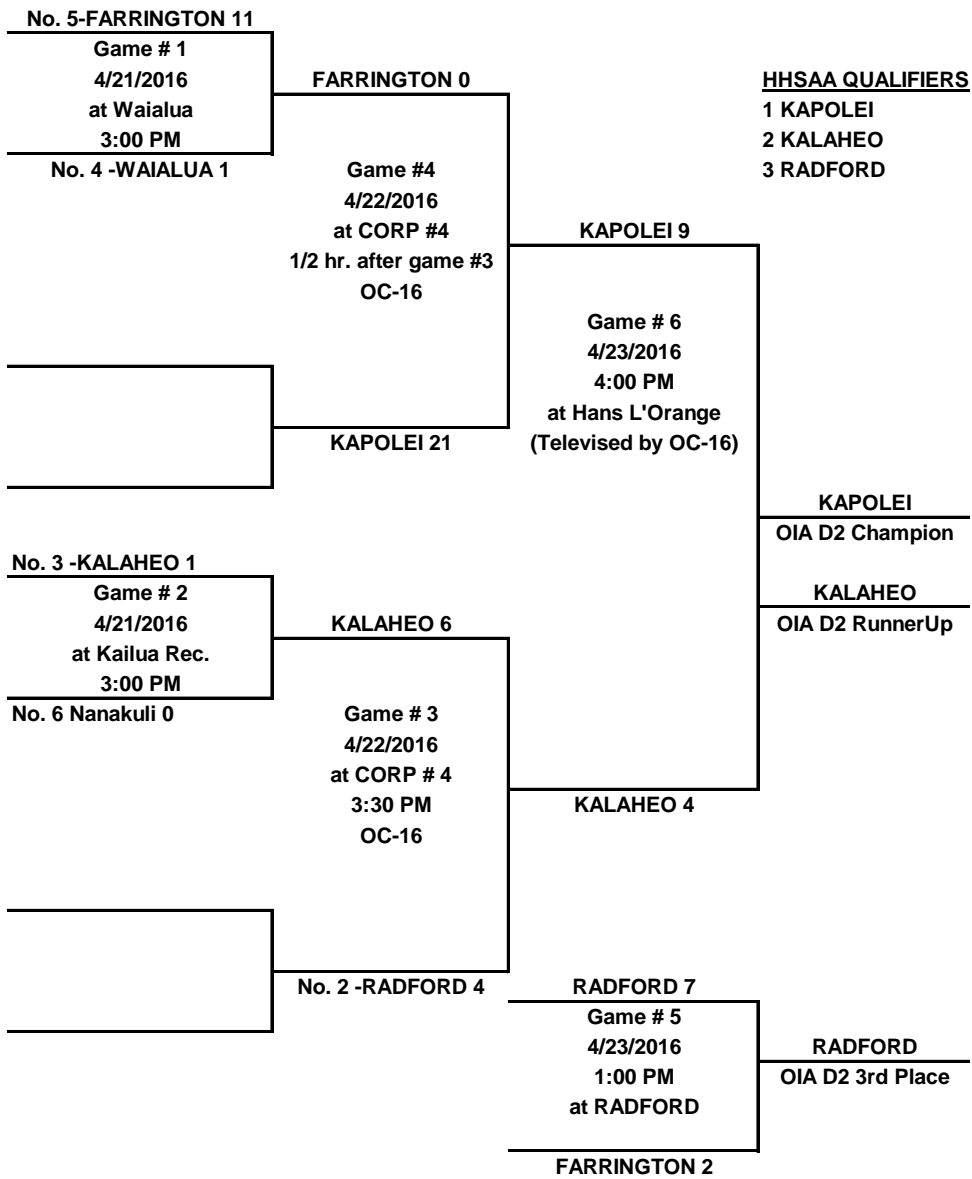 No. 5-FARRINGTON 11
Game # 1
4/21/2016
at Waialua
3:00 PM
No. 4 -WAIALUA 1
FARRINGTON 0
Game #4
4/22/2016
at CORP #4
1/2 hr. after game #3
OC-16
KAPOLEI 21
HHSAA QUALIFIERS
1 KAPOLEI
2 KALAHEO
3 RADFORD
KAPOLEI 9
Game # 6
4/23/2016
4:00 PM
at Hans L'Orange
(Televised by OC-16)
KAPOLEI
OIA D2 Champion
KALAHEO
OIA D2 RunnerUp
No. 3 -KALAHEO 1
Game # 2
4/21/2016
at Kailua Rec.
3:00 PM
No. 6 Nanakuli 0
KALAHEO 6
Game # 3
4/22/2016
at CORP # 4
3:30 PM
OC-16
No. 2 -RADFORD 4
KALAHEO 4
RADFORD 7
Game # 5
4/23/2016
1:00 PM
at RADFORD
FARRINGTON 2
RADFORD
OIA D2 3rd Place